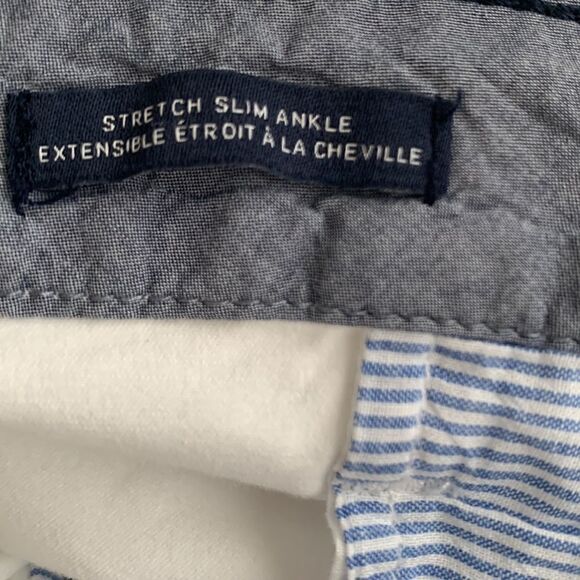 STRETCH SLIM ANKLE
EXTENSIBLE ÉTROIT À LA CHEVILLE